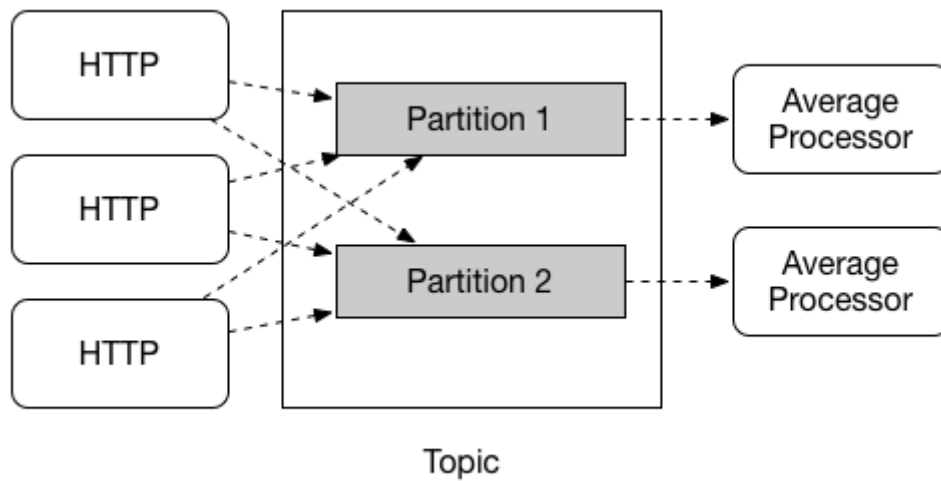 HTTP
HTTP
HTTP
Partition 1
Partition 2
Average
Processor
Average
Processor
Topic